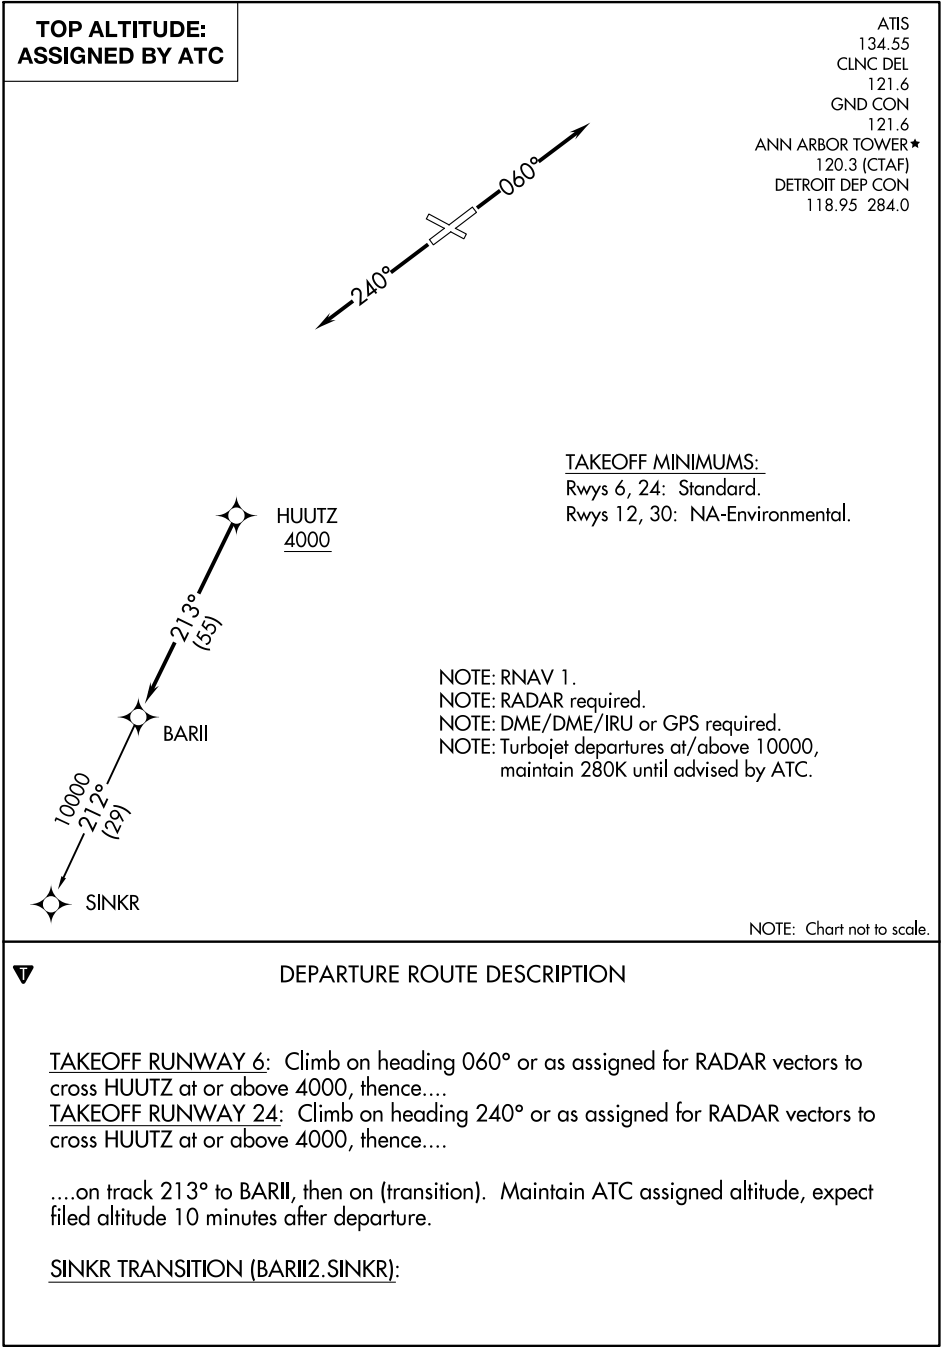 TOP ALTITUDE:
ASSIGNED BY ATC
ATIS
134.55
CLNC DEL
121.6
GND CON
121.6
ANN ARBOR TOWER★
120.3 (CTAF)
DETROIT DEP CON
118.95 284.0
060°
240°
TAKEOFF MINIMUMS:
Rwys 6, 24: Standard.
Rwys 12, 30: NA-Environmental.
HUUTZ
4000
213°
(55)
NOTE: RNAV 1.
NOTE: RADAR required.
NOTE: DME/DME/IRU or GPS required.
NOTE: Turbojet departures at/above 10000,
maintain 280K until advised by ATC.
BARII
10000
212°
(29)
SINKR
NOTE: Chart not to scale.
T
DEPARTURE ROUTE DESCRIPTION
TAKEOFF RUNWAY 6: Climb on heading 060° or as assigned for RADAR vectors to
cross HUUTZ at or above 4000, thence....
TAKEOFF RUNWAY 24: Climb on heading 240° or as assigned for RADAR vectors to
cross HUUTZ at or above 4000, thence....
....on track 213° to BARII, then on (transition). Maintain ATC assigned altitude, expect
filed altitude 10 minutes after departure.
SINKR TRANSITION (BARII2.SINKR):